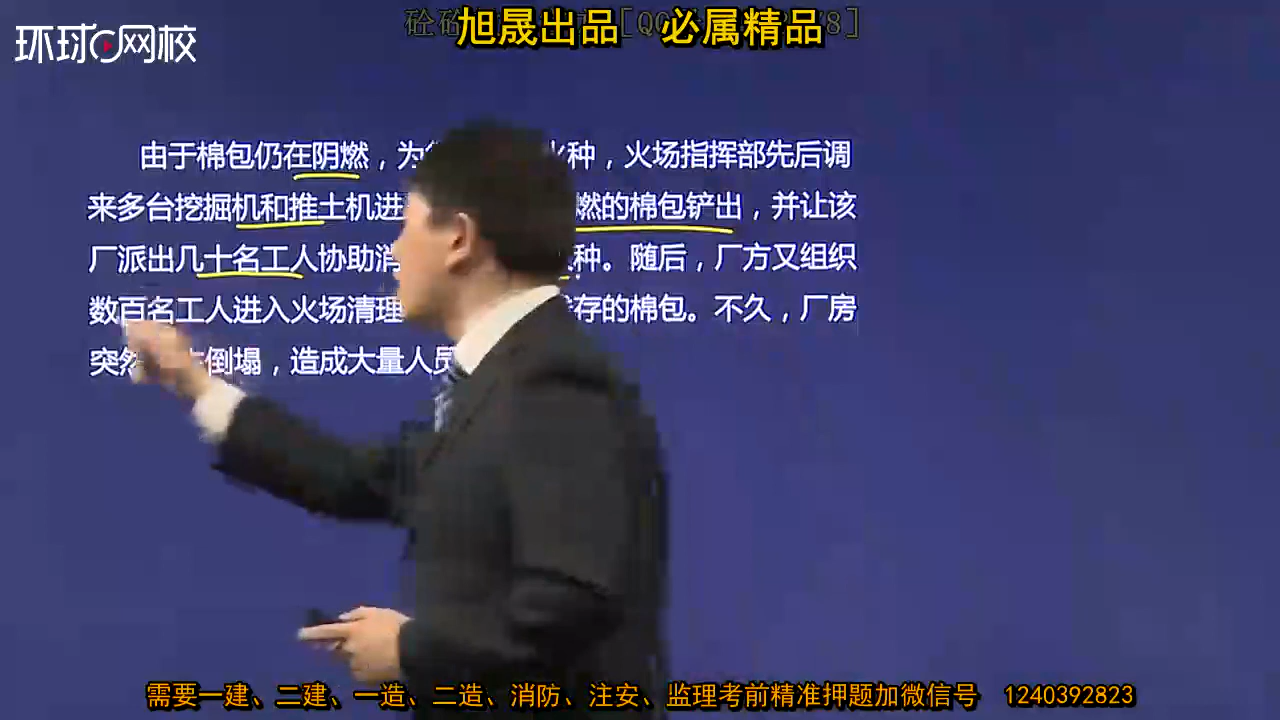 环球网校
旭晟出品 必属精品
由于棉包仍在阴燃，为 火种，火场指挥部先后调
来多台挖掘机和推土机进 燃的棉包铲出，并让该
厂派出几十名工人协助消 种。随后，厂方又组织
数百名工人进入火场清理 存的棉包。不久，厂房
突然 倒塌，造成大量人员
需要一建、二建、一造、二造、消防、注安、监理考前精准押题加微信号 1240392823